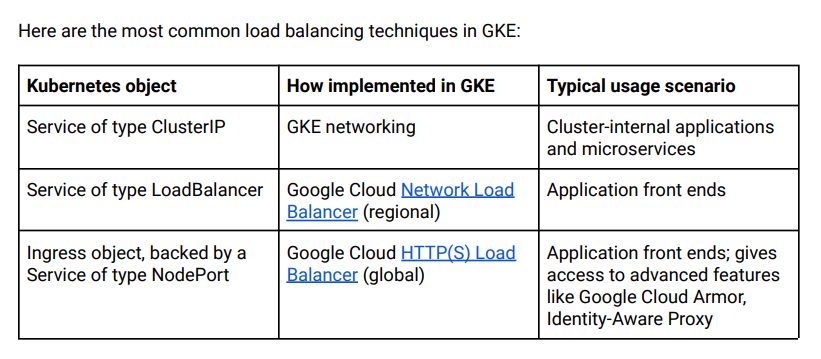 Here are the most common load balancing techniques in GKE:
Kubernetes object
How implemented in GKE
Typical usage scenario
Service of type ClusterIP
GKE networking
Cluster-internal applications
and microservices
Service of type LoadBalancer
Google Cloud Network Load
Balancer (regional)
Application front ends
Ingress object, backed by a
Service of type NodePort
Google Cloud HTTP(S) Load
Balancer (global)
Application front ends; gives
access to advanced features
like Google Cloud Armor,
Identity-Aware Proxy